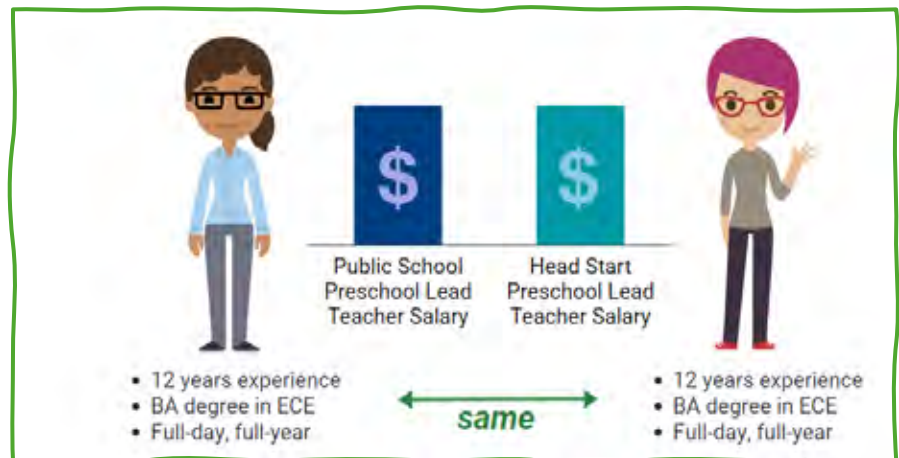 $
$
Public School
Preschool Lead
Teacher Salary
Head Start
Preschool Lead
Teacher Salary
• 12 years experience
• BA degree in ECE
• Full-day, full-year
same
• 12 years experience
• BA degree in ECE
• Full-day, full-year